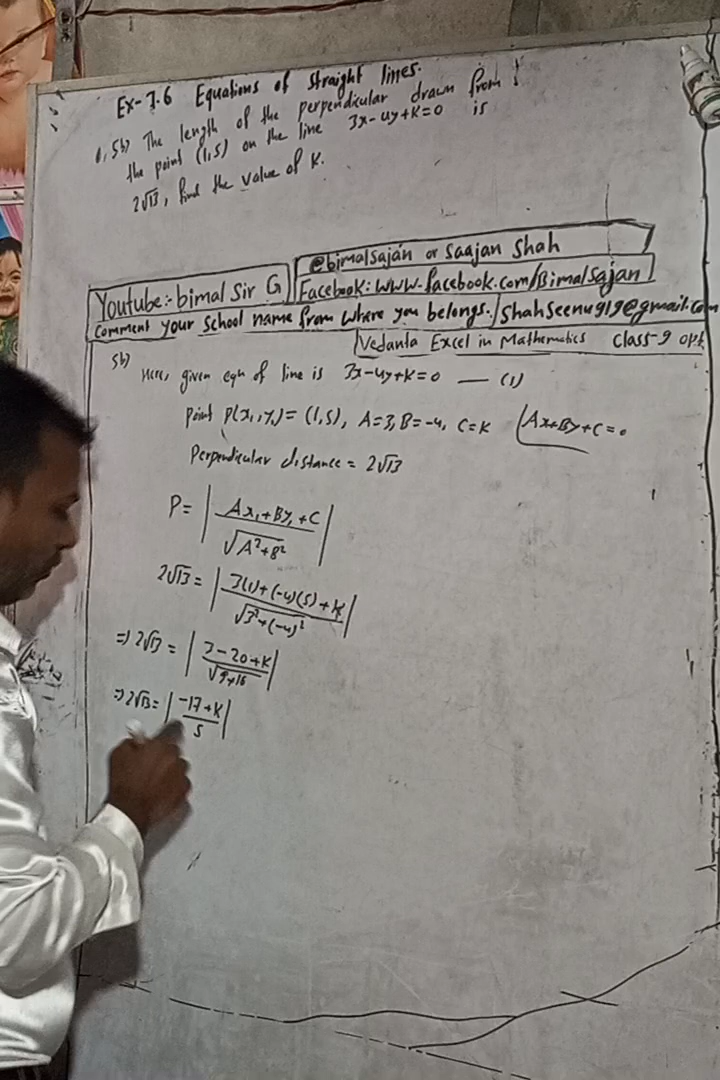 Ex-7.6 Equations of straight lines.
5b) The length of the perpendicular drawn from
the point (1,5) on the line 3x-4y+K=0 is
2√13, find the value of K.
@bimalsajan or Saajan Shah
Youtube:- bimal Sir G
Facebook: www.facebook.com/Bimalsajan
Comment your School name from where you belongs. / Shahseenu919@gmail.com
Vedanta Excel in Mathematics Class-9 opt
5b)
Here, given eqn of line is 3x-4y+K=0 — (1)
Point P(x₁,y₁)= (1,5), A=3, B=-4, C=K (Ax+By+C=0
Perpendicular distance = 2√13
P= | Ax₁+By₁+C / √A²+B² |
2√13 = | 3(1)+(-4)(5)+K / √3²+(-4)² |
⇒ 2√13 = | 3-20+K / √9+16 |
⇒ 2√13 = | -17+K / 5 |